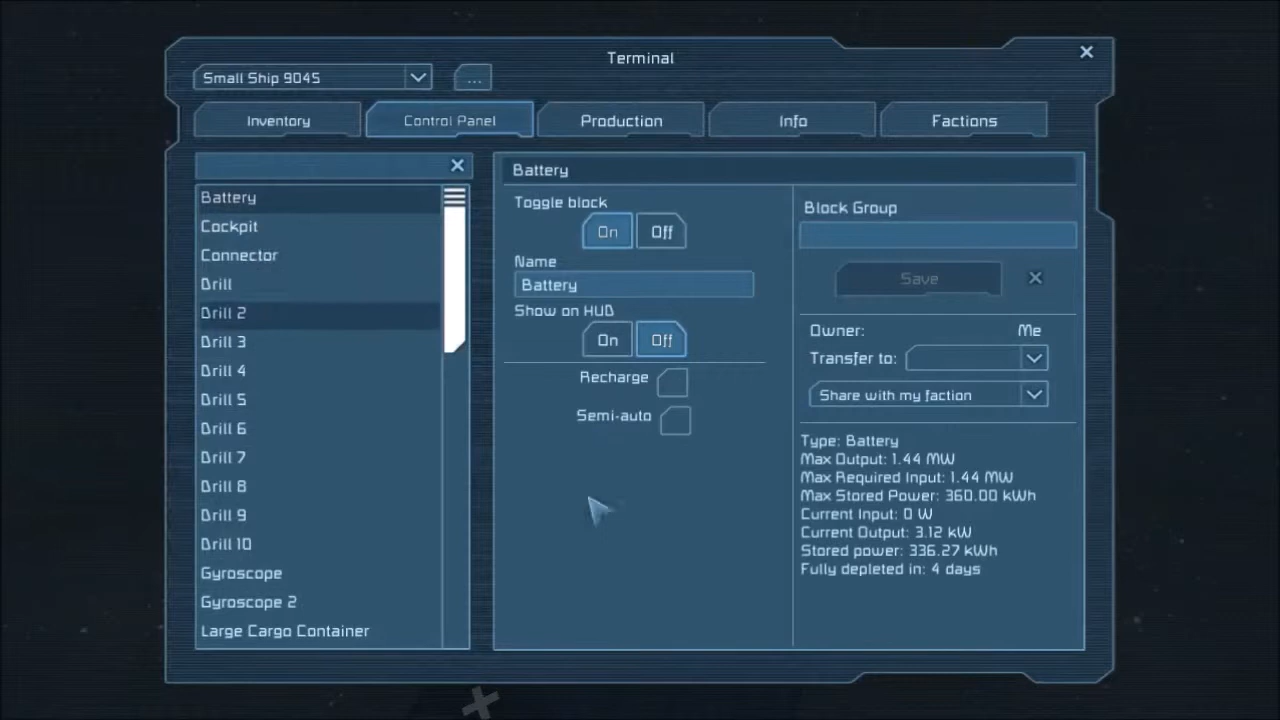 Terminal
Small Ship 9045
...
Inventory
Control Panel
Production
Info
Factions
Battery
Cockpit
Connector
Drill
Drill 2
Drill 3
Drill 4
Drill 5
Drill 6
Drill 7
Drill 8
Drill 9
Drill 10
Gyroscope
Gyroscope 2
Large Cargo Container
Battery
Toggle block
On Off
Name
Battery
Show on HUD
On Off
Recharge
Semi-auto
Block Group
Save
Owner: Me
Transfer to:
Share with my faction
Type: Battery
Max Output: 1.44 MW
Max Required Input: 1.44 MW
Max Stored Power: 360.00 kWh
Current Input: 0 W
Current Output: 3.12 kW
Stored power: 336.27 kWh
Fully depleted in: 4 days